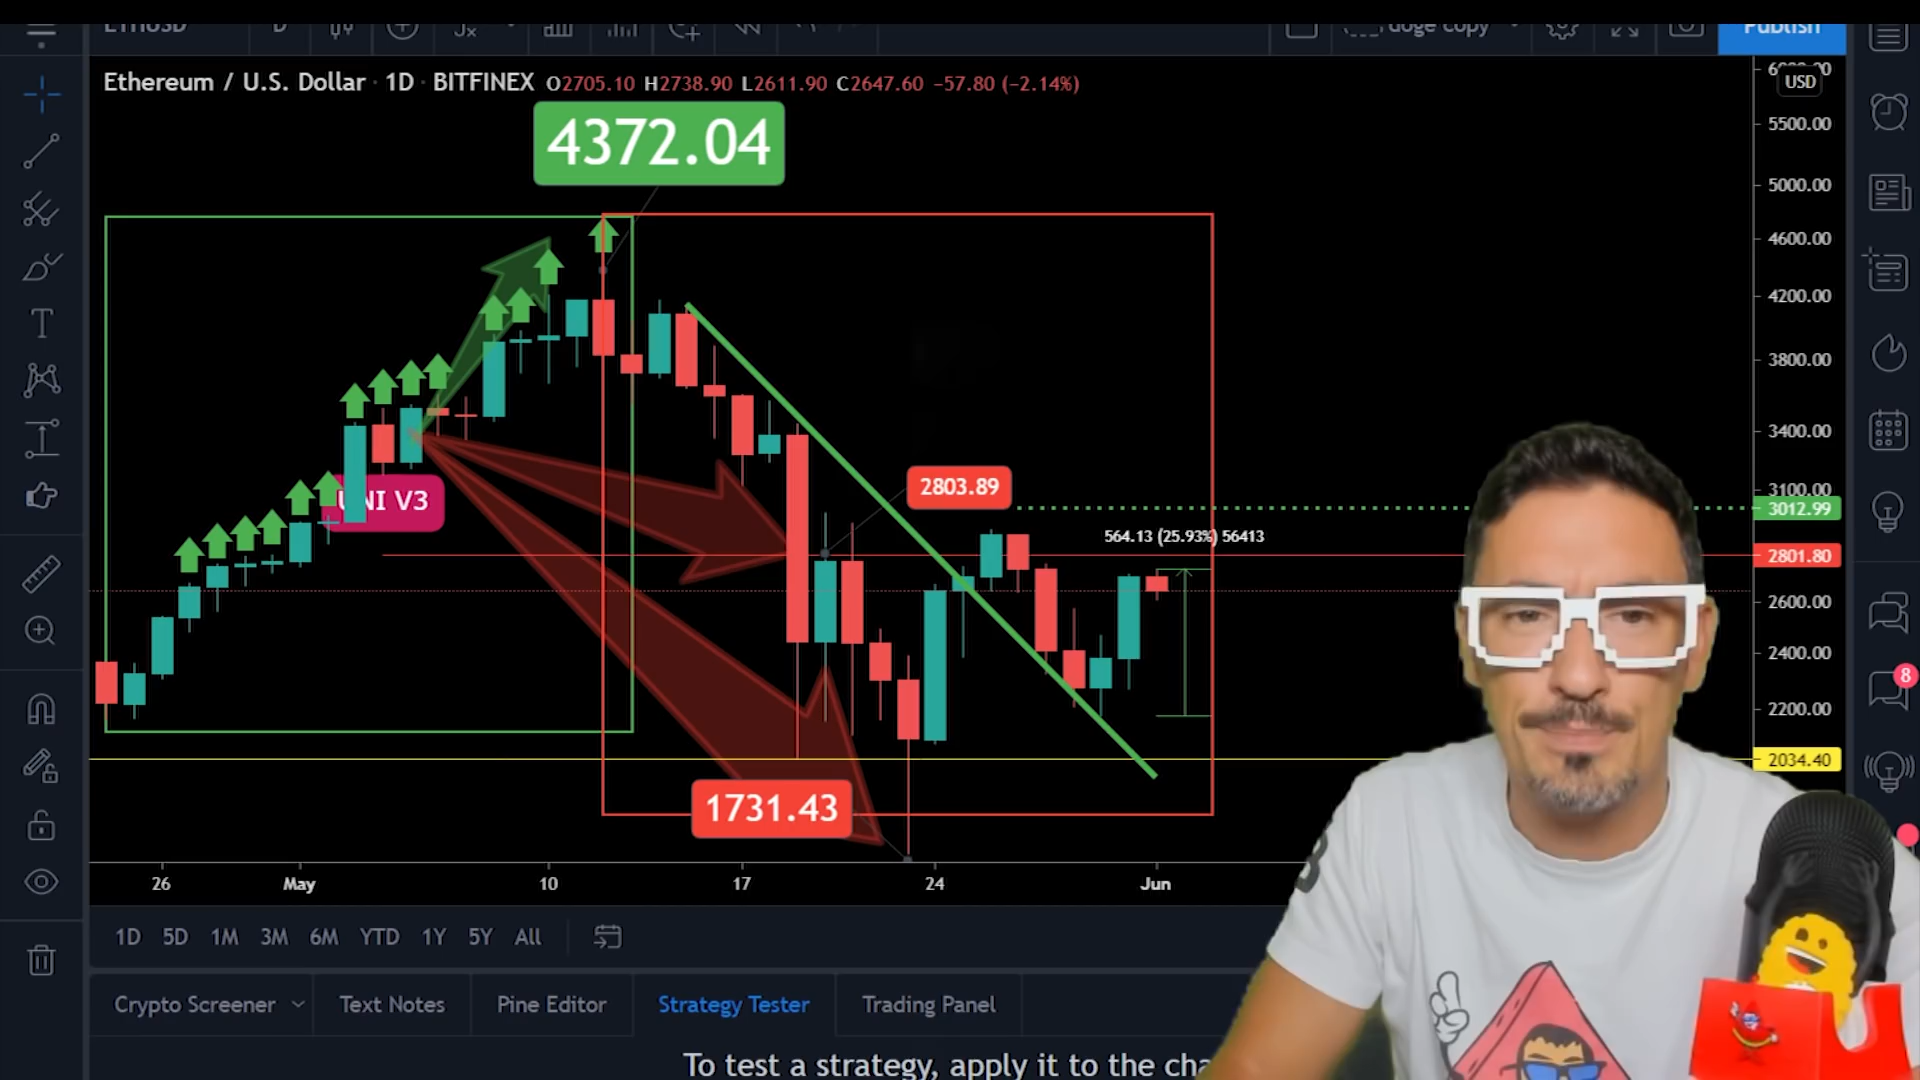 ETHUSD D doge copy Publish
Ethereum / U.S. Dollar · 1D · BITFINEX O2705.10 H2738.90 L2611.90 C2647.60 −57.80 (−2.14%)
USD
4372.04
5500.00
5000.00
4600.00
4200.00
3800.00
3400.00
UNI V3
2803.89
3100.00
3012.99
564.13 (25.93%) 56413
2801.80
2600.00
2400.00
8
2200.00
2034.40
1731.43
26 May 10 17 24 Jun
1D 5D 1M 3M 6M YTD 1Y 5Y All
Crypto Screener Text Notes Pine Editor Strategy Tester Trading Panel
To test a strategy, apply it to the cha